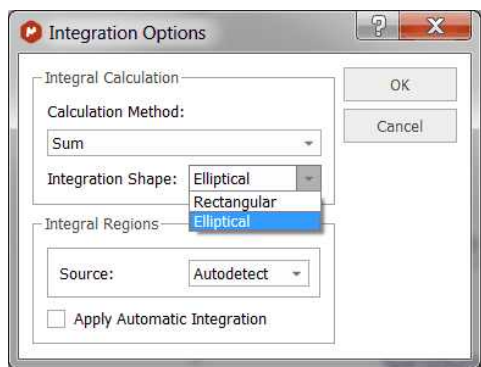 Integration Options
? X
Integral Calculation
OK
Calculation Method:
Cancel
Sum
Integration Shape: Elliptical
Rectangular
Elliptical
Integral Regions
Source: Autodetect
Apply Automatic Integration